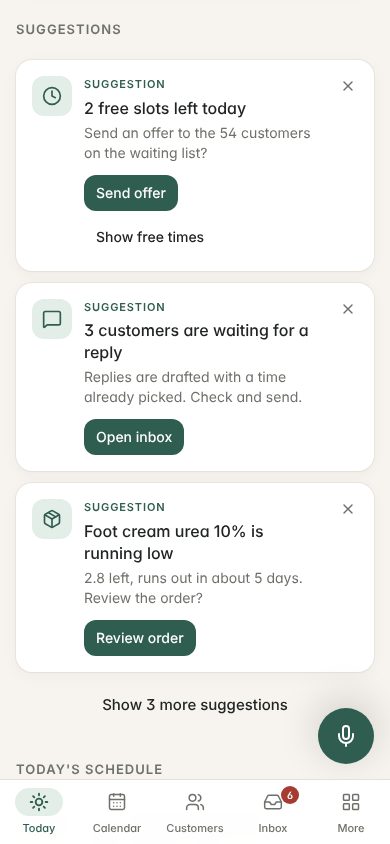 SUGGESTIONS
SUGGESTION
2 free slots left today
Send an offer to the 54 customers
on the waiting list?
Send offer
Show free times
SUGGESTION
3 customers are waiting for a
reply
Replies are drafted with a time
already picked. Check and send.
Open inbox
SUGGESTION
Foot cream urea 10% is
running low
2.8 left, runs out in about 5 days.
Review the order?
Review order
Show 3 more suggestions
TODAY'S SCHEDULE
6
Today
Calendar
Customers
Inbox
More